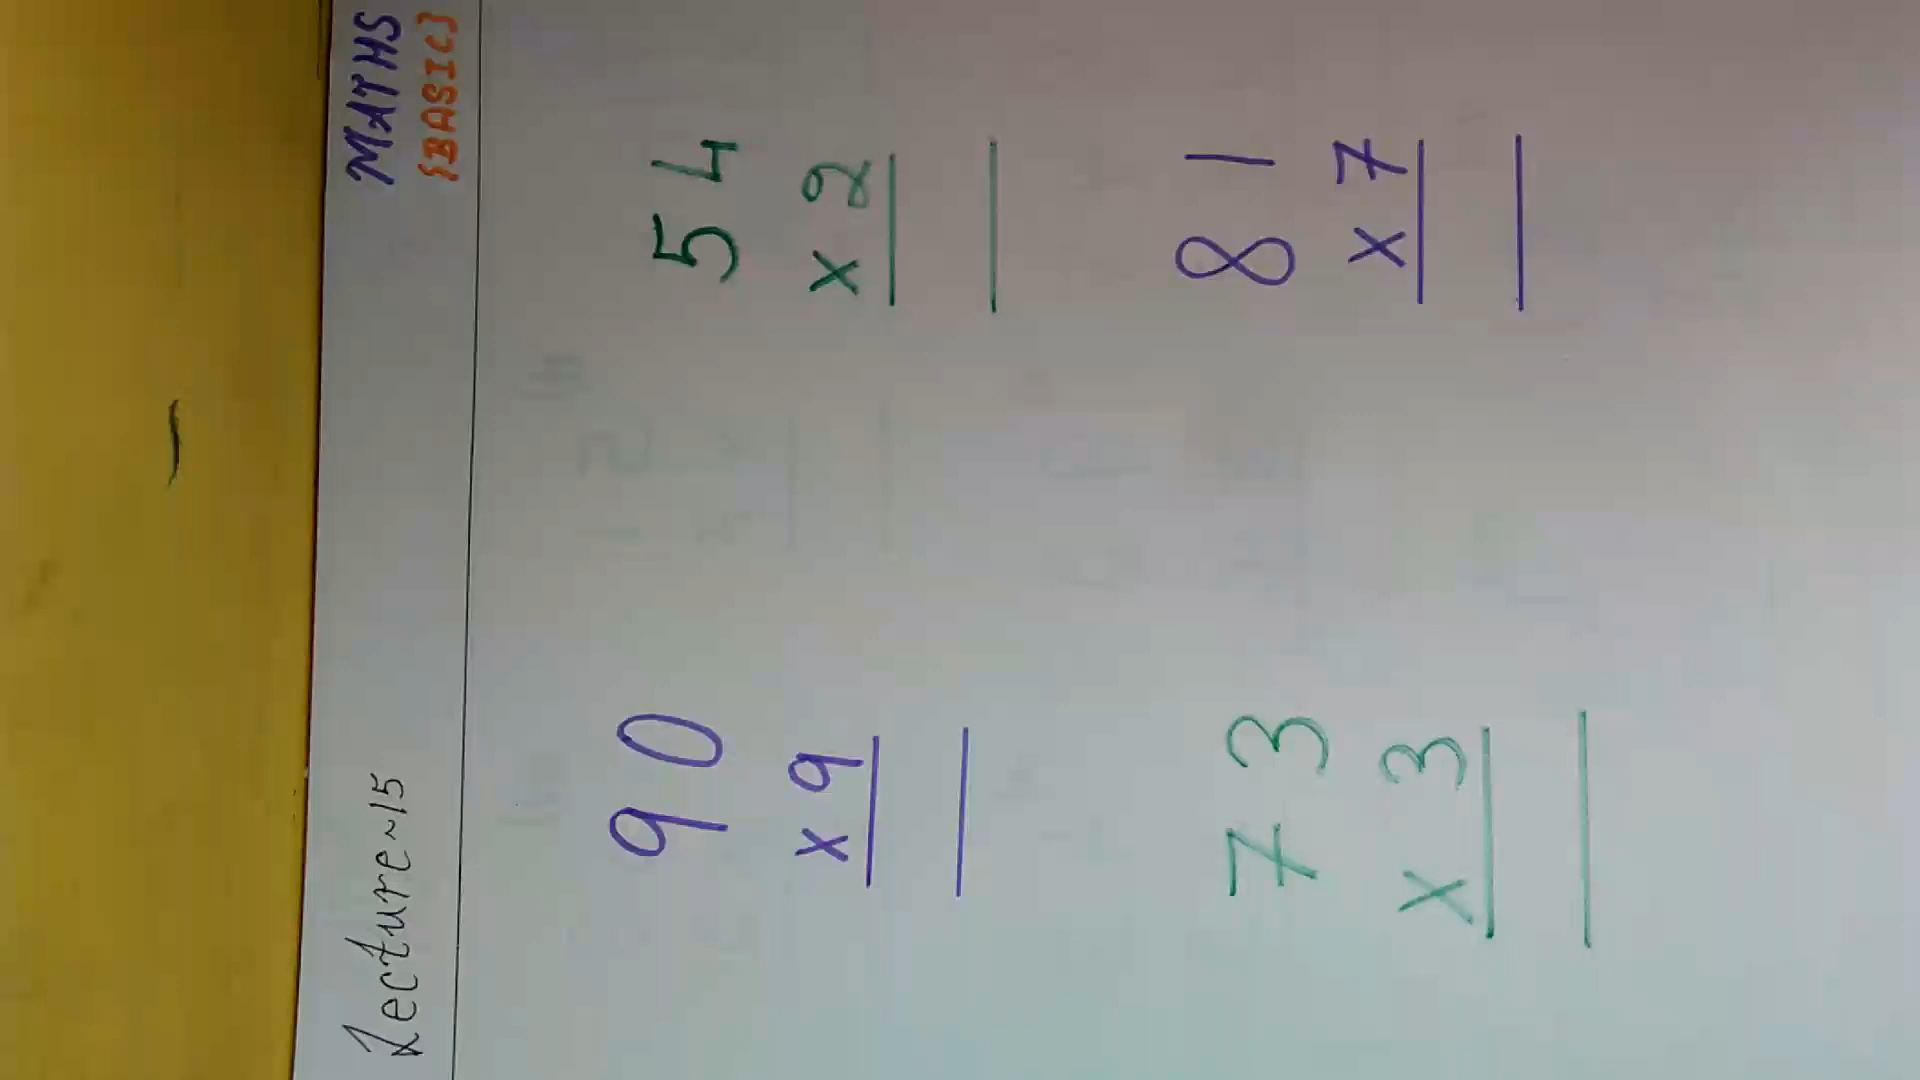 Lecture~15 MATHS
{BASIC}
90 54
x9 x2
73 81
x3 x7